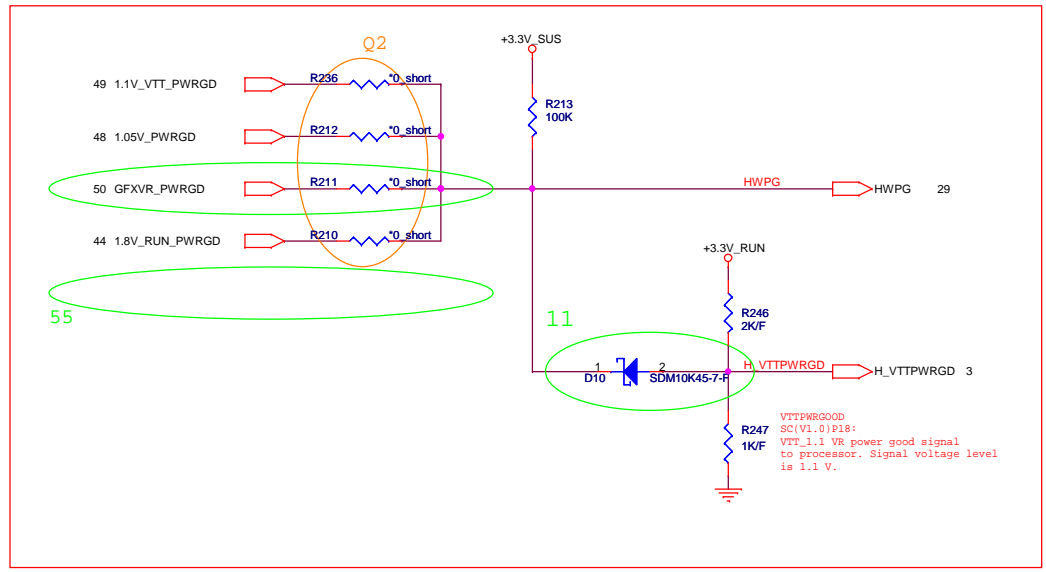 Q2
+3.3V_SUS
49 1.1V_VTT_PWRGD
R236
*0_short
R213
100K
48 1.05V_PWRGD
R212
*0_short
50 GFXVR_PWRGD
R211
*0_short
HWPG
HWPG 29
44 1.8V_RUN_PWRGD
R210
*0_short
+3.3V_RUN
55
11
R246
2K/F
1
2
D10
SDM10K45-7-F
H_VTTPWRGD
H_VTTPWRGD 3
R247
1K/F
VTTPWRGOOD
SC(V1.0)P18:
VTT_1.1 VR power good signal
to processor. Signal voltage level
is 1.1 V.